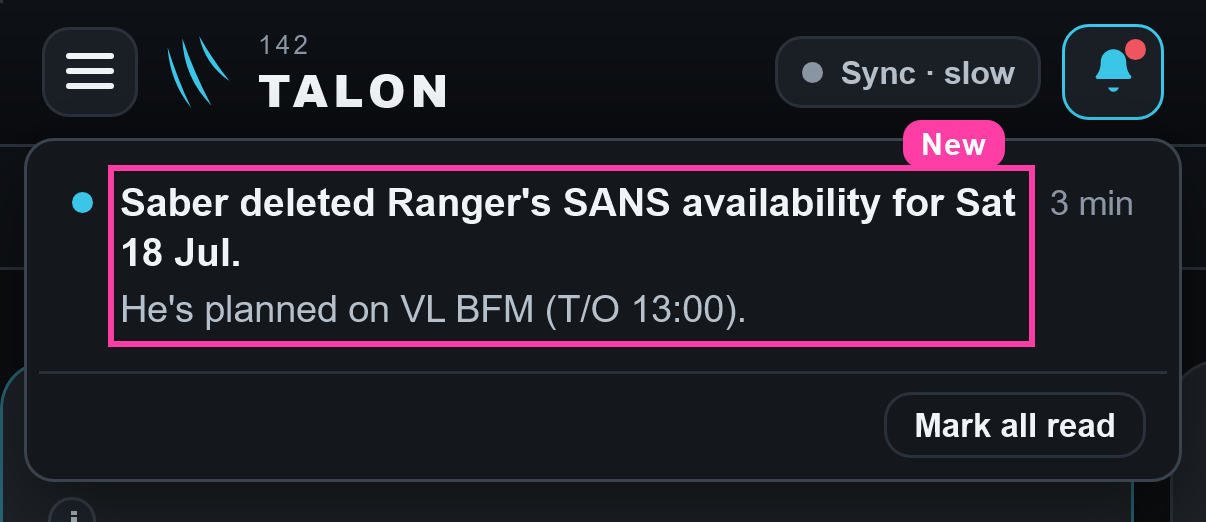 142
TALON
Sync · slow
New
Saber deleted Ranger's SANS availability for Sat
18 Jul.
3 min
He's planned on VL BFM (T/O 13:00).
Mark all read
i